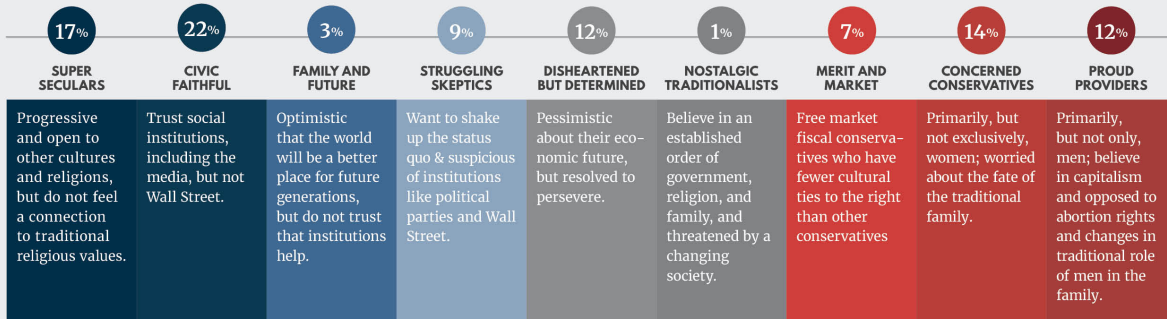 17%
SUPER
SECULARS
Progressive
and open to
other cultures
and religions,
but do not feel
a connection
to traditional
religious values.
22%
CIVIC
FAITHFUL
Trust social
institutions,
including the
media, but not
Wall Street.
3%
FAMILY AND
FUTURE
Optimistic
that the world
will be a better
place for future
generations,
but do not trust
that institutions
help.
9%
STRUGGLING
SKEPTICS
Want to shake
up the status
quo & suspicious
of institutions
like political
parties and Wall
Street.
12%
DISHEARTENED
BUT DETERMINED
Pessimistic
about their eco-
nomic future,
but resolved to
persevere.
1%
NOSTALGIC
TRADITIONALISTS
Believe in an
established
order of
government,
religion, and
family, and
threatened by a
changing
society.
7%
MERIT AND
MARKET
Free market
fiscal conserva-
tives who have
fewer cultural
ties to the right
than other
conservatives
14%
CONCERNED
CONSERVATIVES
Primarily, but
not exclusively,
women; worried
about the fate of
the traditional
family.
12%
PROUD
PROVIDERS
Primarily,
but not only,
men; believe
in capitalism
and opposed to
abortion rights
and changes in
traditional role
of men in the
family.